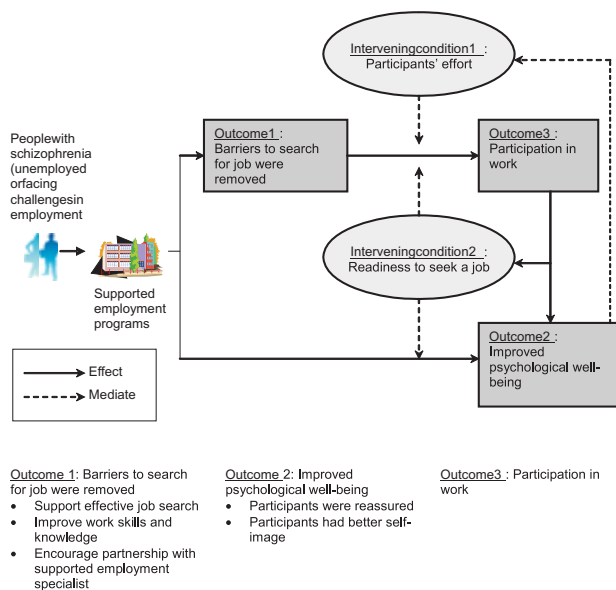 Interveningcondition1 :
Participants' effort
Outcome1 :
Barriers to search
for job were
removed
Outcome3 :
Participation in
work
Peoplewith
schizophrenia
(unemployed
orfacing
challengesin
employment
Interveningcondition2 :
Readiness to seek a job
Supported
employment
programs
Outcome2 :
Improved
psychological well-
being
Effect
Mediate
Outcome 1: Barriers to search
for job were removed
• Support effective job search
• Improve work skills and
knowledge
• Encourage partnership with
supported employment
specialist
Outcome 2: Improved
psychological well-being
• Participants were reassured
• Participants had better self-
image
Outcome3 : Participation in
work